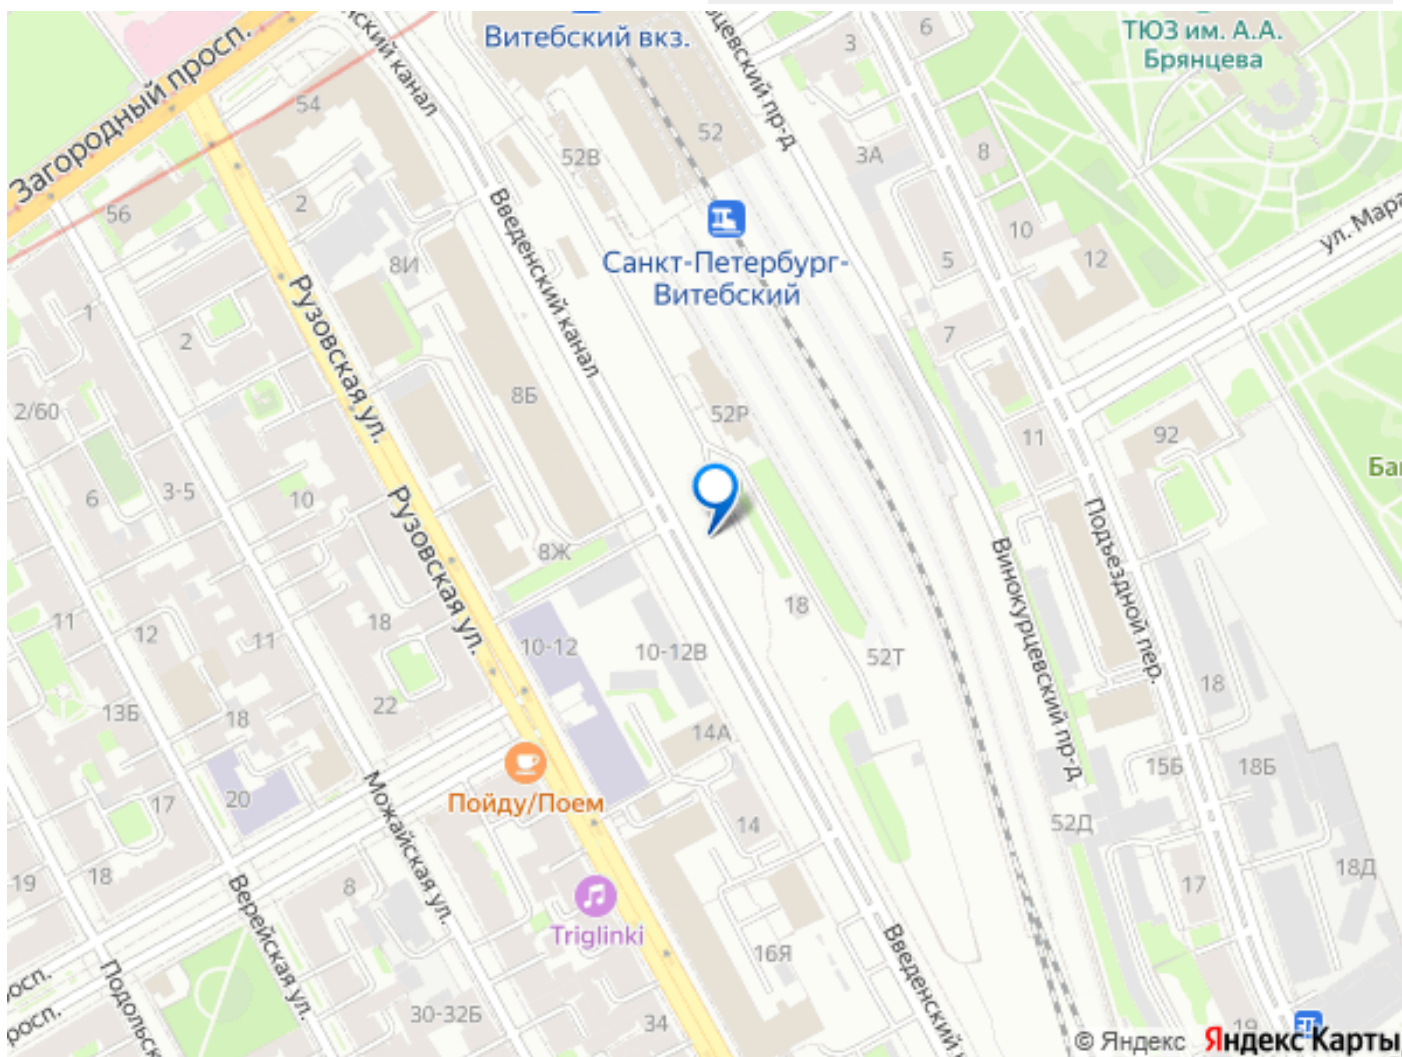 Витебский вкз.
ТЮЗ им. А.А.
Брянцева
Загородный просп.
нский канал
рцевский пр-д
3
6
54
52
52В
3А
8
2
56
10
ул. Мара
Введенский канал
Санкт-Петербург-
Витебский
8И
5
12
1
2
Рузовская ул.
7
8Б
52Р
2/60
11
92
Ба
6
3-5
10
Рузовская ул.
8Ж
Винокурцевский пр-д
Подъездной пер.
18
11
12
11
18
10-12
10-12В
52Т
18
13Б
18
22
14А
15Б
18Б
Пойду/Поем
17
20
Можайская ул.
14
52Д
18Д
19
18
8
17
Верейская ул.
Triglinki
16Я
Введенский к
осп.
росп.
Подольск
30-32Б
34
19
© Яндекс Яндекс Карты